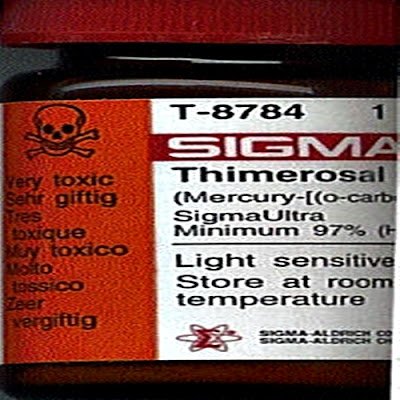 T-8784 1
SIGMA
Thimerosal
(Mercury-[(o-carb
SigmaUltra
Minimum 97% (H
Light sensitive
Store at room
temperature
SIGMA-ALDRICH CO
SIGMA-ALDRICH CH
Very toxic
Sehr giftig
Tres
toxique
Muy toxico
Molto
tossico
Zeer
vergiftig